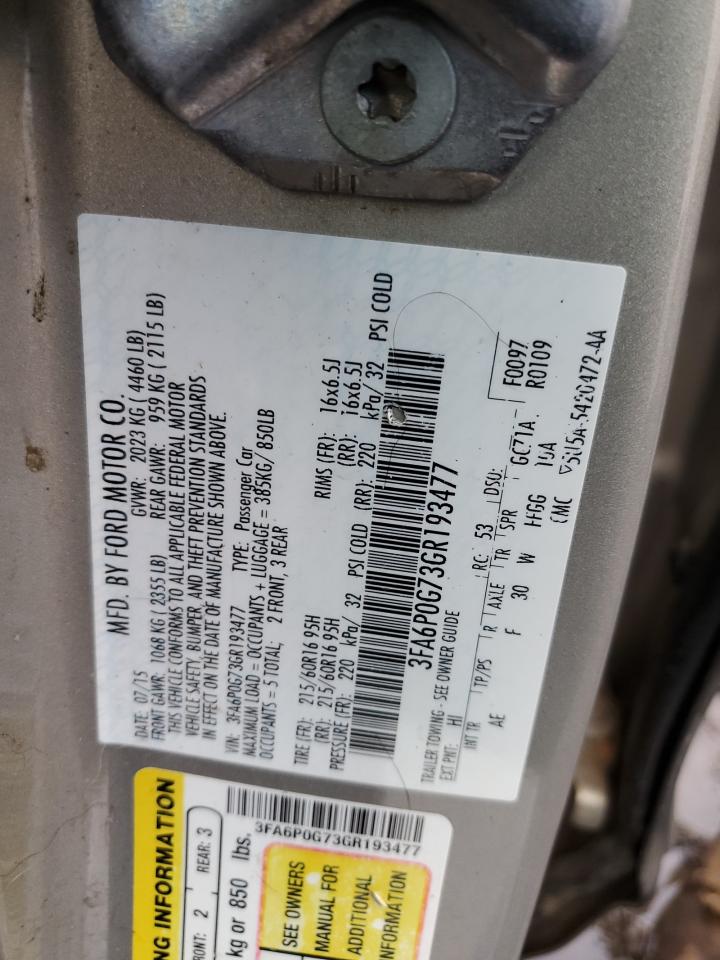 MFD. BY FORD MOTOR CO.
DATE: 07/15 GVWR: 2023 KG ( 4460 LB)
FRONT GAWR: 1068 KG ( 2355 LB) REAR GAWR: 959 KG ( 2115 LB)
THIS VEHICLE CONFORMS TO ALL APPLICABLE FEDERAL MOTOR
VEHICLE SAFETY, BUMPER, AND THEFT PREVENTION STANDARDS
IN EFFECT ON THE DATE OF MANUFACTURE SHOWN ABOVE.
VIN: 3FA6P0G73GR193477 TYPE: Passenger Car
MAXIMUM LOAD = OCCUPANTS + LUGGAGE = 385KG/850LB
OCCUPANTS = 5 TOTAL: 2 FRONT, 3 REAR
TIRE (FR): 215/60R16 95H RIMS (FR): 16x6.5J
(RR): 215/60R16 95H (RR): 16x6.5J
PRESSURE (FR): 220 kPa/ 32 PSI COLD (RR): 220 kPa/ 32 PSI COLD
3FA6P0G73GR193477
TRAILER TOWING - SEE OWNER GUIDE
EXT PNT: HI RC: 53 DSO: F0097
R0109
INT TR TP/PS R AXLE TR SPR GC71A
AE F 30 W HFGG 10A
5U5A-5420472-AA
NG INFORMATION
FRONT: 2 REAR: 3
kg or 850 lbs.
3FA6P0G73GR193477
SEE OWNERS
MANUAL FOR
ADDITIONAL
INFORMATION